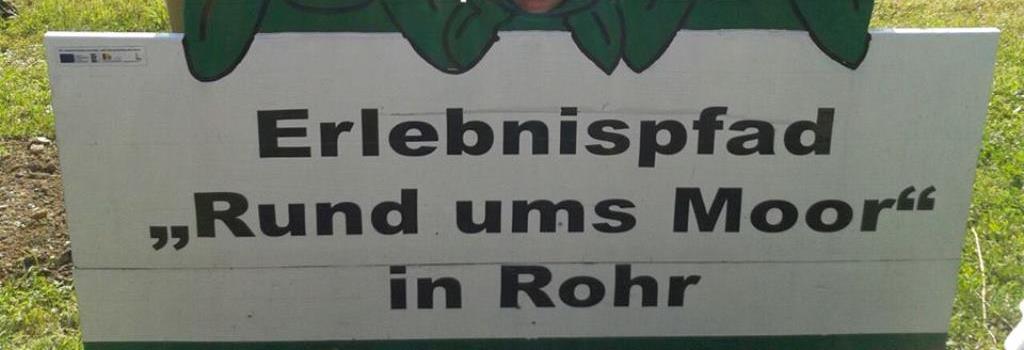 Erlebnispfad
„Rund ums Moor“
in Rohr